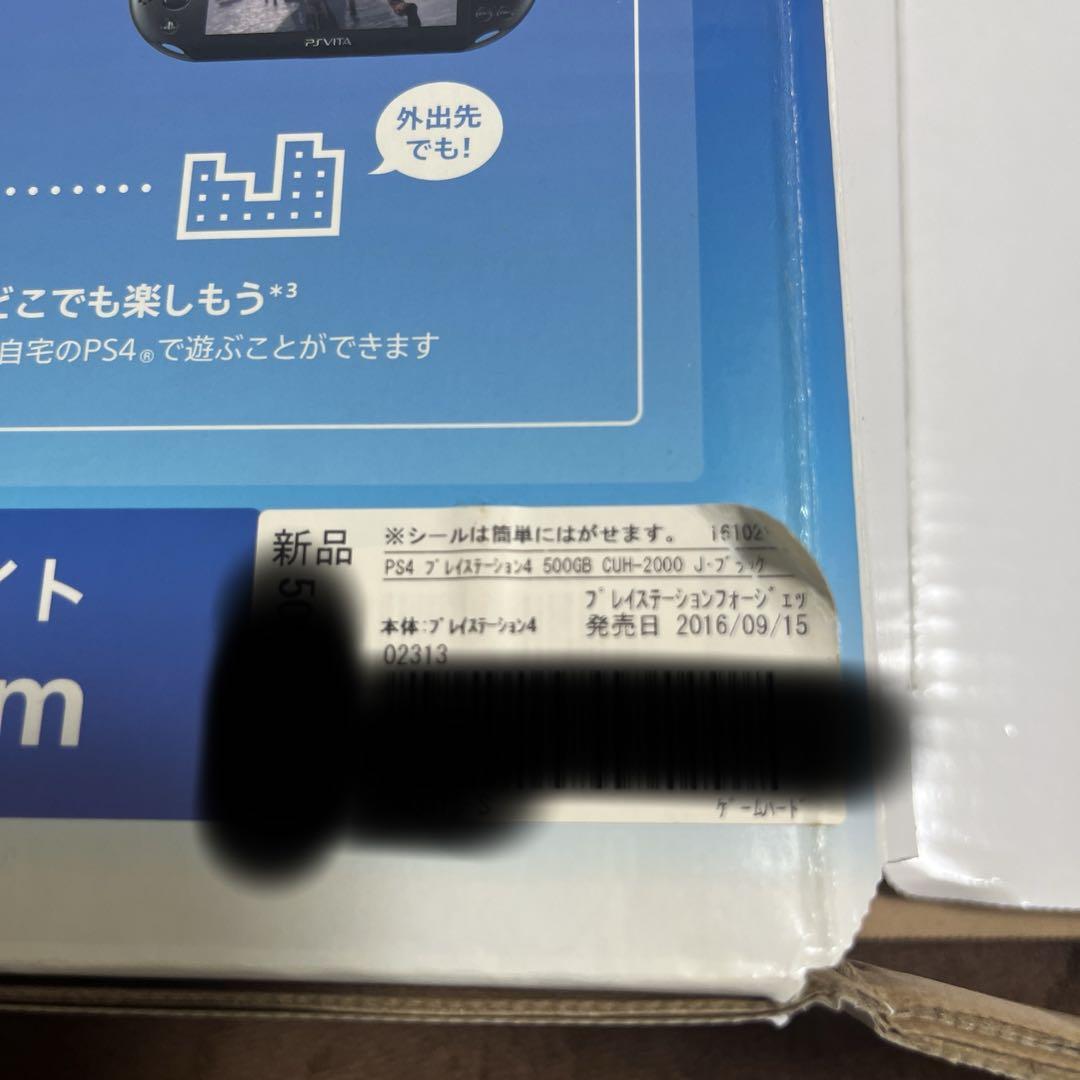 PSVITA
外出先
でも!
どこでも楽しもう*3
自宅のPS4®で遊ぶことができます
イト
m
新品
※シールは簡単にはがせます。
PS4 プレイステーション4 500GB CUH-2000 J・ブラック
プレイステーションフォージェッ
本体:プレイステーション4
発売日 2016/09/15
02313
ゲームハード